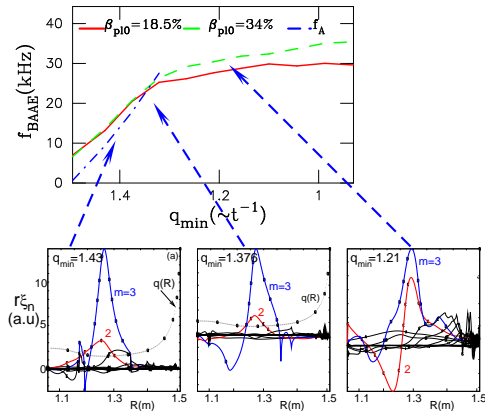 β_pl0=18.5% β_pl0=34% f_A
40
30
20
10
0
f_BAAE(kHz)
1.4 1.2 1
q_min(~t^-1)
q_min=1.43 (a)
q_min=1.376
q_min=1.21
m=3
q(R)
2
m=3
q(R)
2
m=3
2
10
5
0
rξ_n
(a.u)
1.1 1.3 1.5
1.1 1.3 1.5
1.1 1.3 1.5
R(m) R(m) R(m)